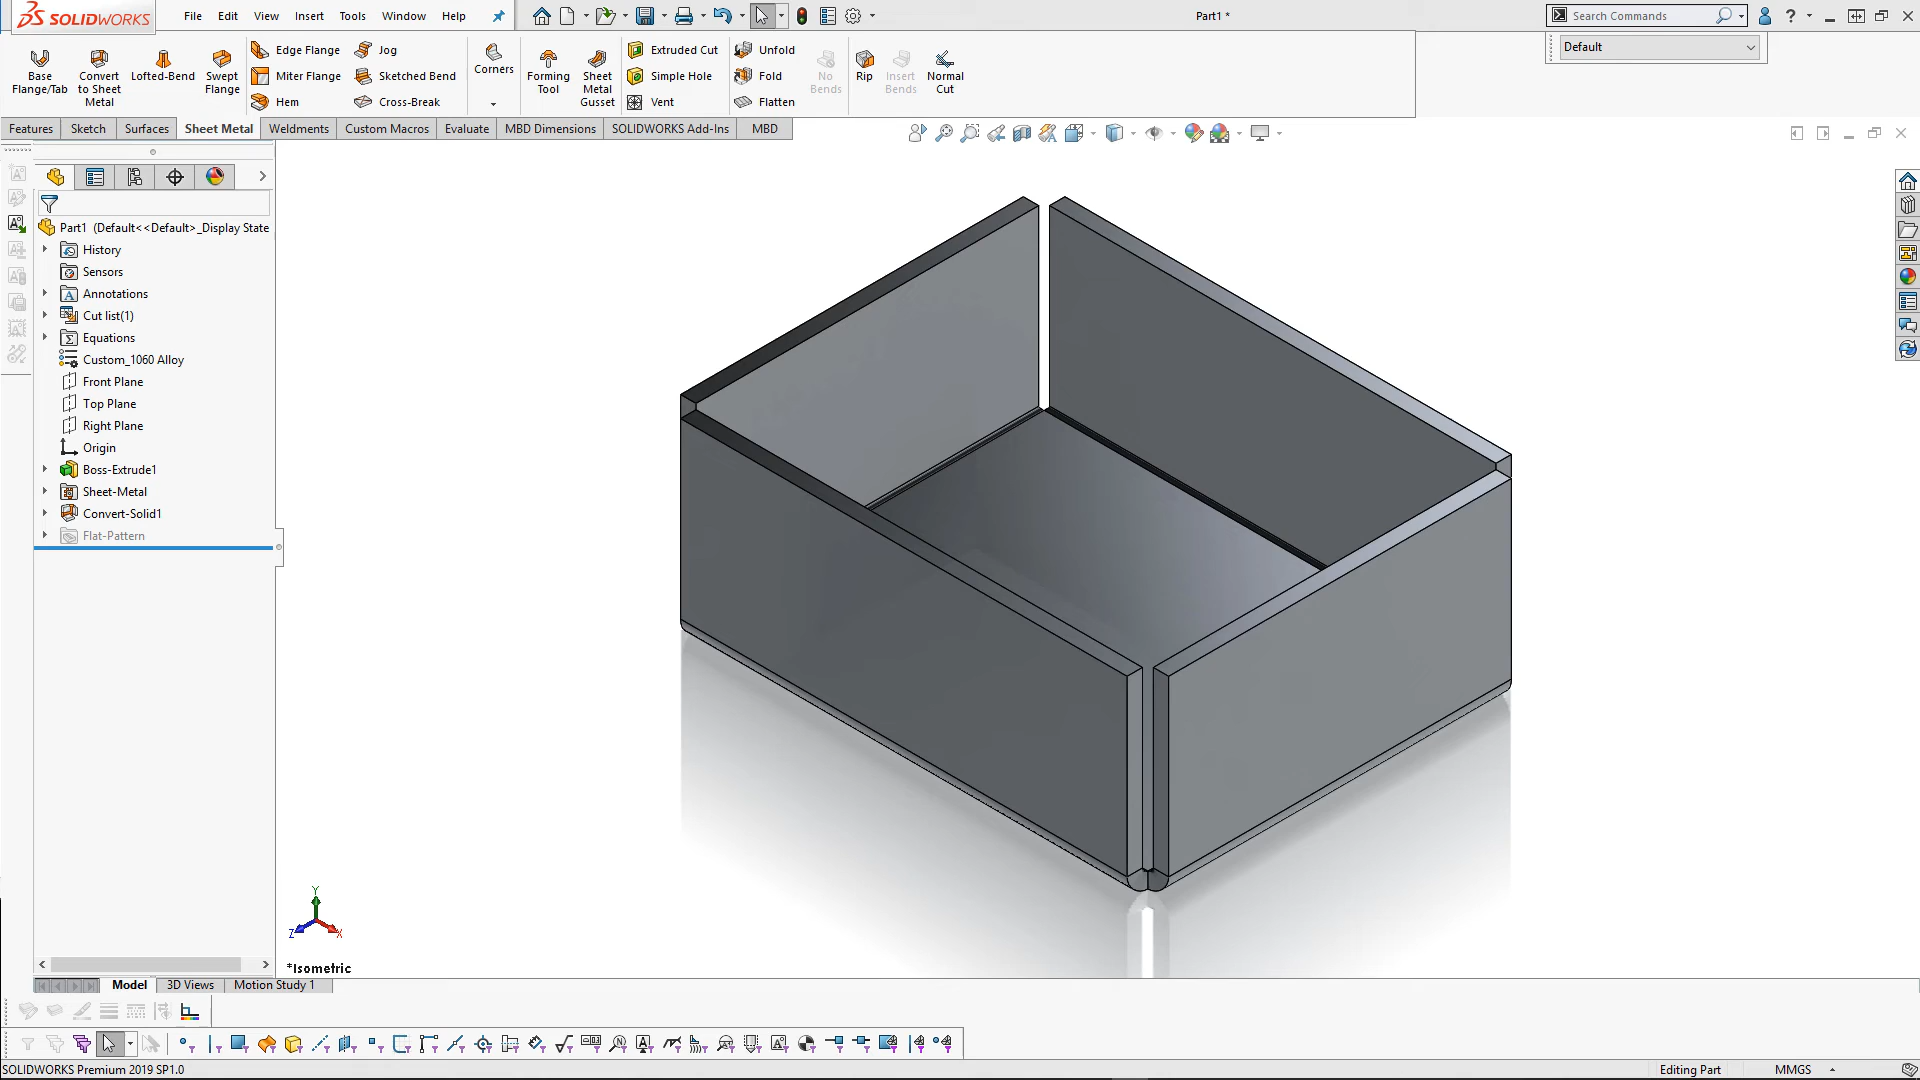 SOLIDWORKS
File Edit View Insert Tools Window Help
Part1 *
Search Commands
Default
Base Flange/Tab
Convert to Sheet Metal
Lofted-Bend
Swept Flange
Edge Flange
Miter Flange
Hem
Jog
Sketched Bend
Cross-Break
Corners
Forming Tool
Sheet Metal Gusset
Extruded Cut
Simple Hole
Vent
Unfold
Fold
Flatten
No Bends
Rip
Insert Bends
Normal Cut
Features Sketch Surfaces Sheet Metal Weldments Custom Macros Evaluate MBD Dimensions SOLIDWORKS Add-Ins MBD
Part1 (Default<<Default>_Display State
History
Sensors
Annotations
Cut list(1)
Equations
Custom_1060 Alloy
Front Plane
Top Plane
Right Plane
Origin
Boss-Extrude1
Sheet-Metal
Convert-Solid1
Flat-Pattern
Y
Z
X
*Isometric
Model 3D Views Motion Study 1
SOLIDWORKS Premium 2019 SP1.0
Editing Part
MMGS